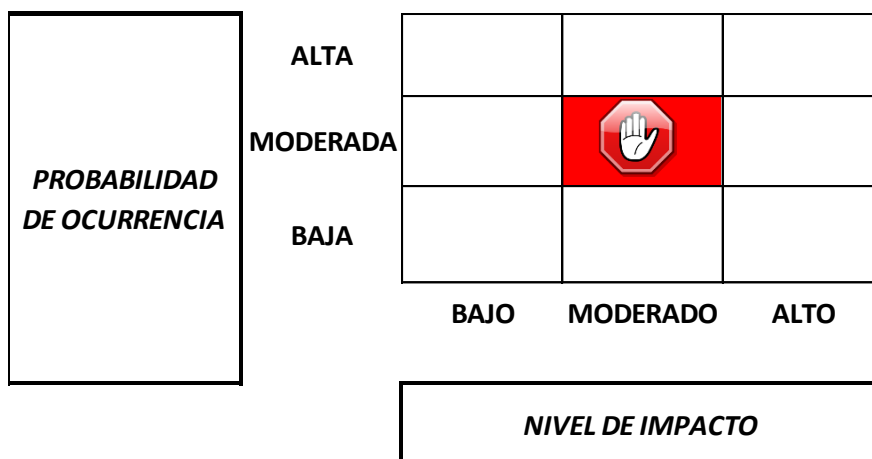 ALTA
MODERADA
PROBABILIDAD
DE OCURRENCIA
BAJA
BAJO MODERADO ALTO
NIVEL DE IMPACTO